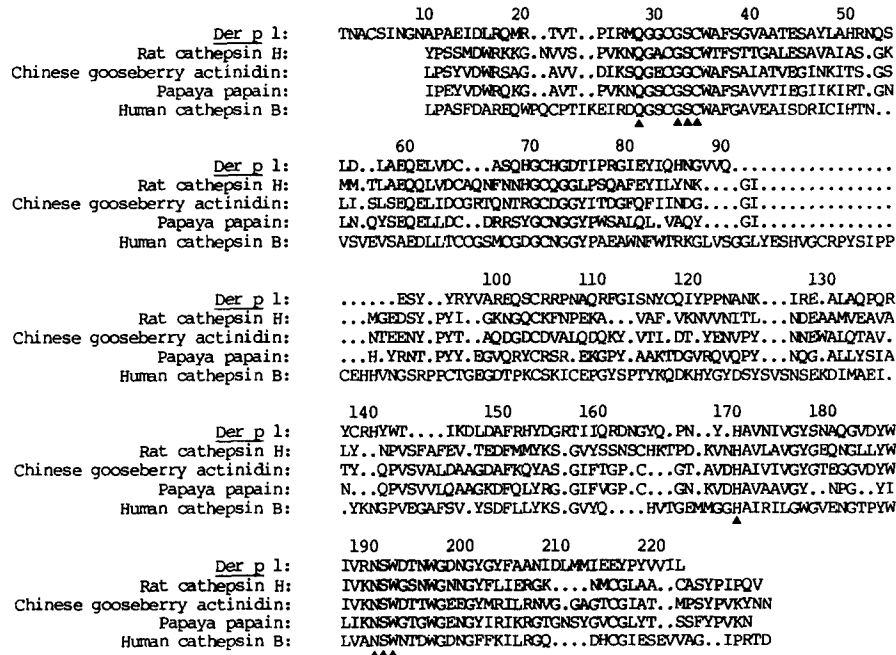 10 20 30 40 50
Der p 1: TNACSINGNAPAEIDLRQMR..TVT..PIRMQGGCGSCWAFSGVAATESAYLAHRNQS
Rat cathepsin H: YPSSMDWRKKG.NVVS..PVKNQGACGSCWTFSTTGALESAVAIAS.GK
Chinese gooseberry actinidin: LPSYVDWRSAG..AVV..DIKSQGECGGCWAFSAIATVEGINKITS.GS
Papaya papain: IPEYVDWRQKG..AVT..PVKNQGSCGSCWAFSAVVTIEGIIKIRT.GN
Human cathepsin B: LPASFDAREQWPQCPTIKEIRDQGSCGSCWAFGAVEAISDRICIHTN..
▲ ▲▲▲
60 70 80 90
Der p 1: LD..LAEQELVDC...ASQHGCHGDTIPRGIEYIQHNGVVQ...............
Rat cathepsin H: MM.TLAEQQLVDCAQNFNNHGCQGGLPSQAFEYILYNK...GI..............
Chinese gooseberry actinidin: LI.SLSEQELIDCGRTQNTRGCDGGYITDGFQFIINDG...GI..............
Papaya papain: LN.QYSEQELLDC..DRRSYGCNGGYPWSALQL.VAQY...GI..............
Human cathepsin B: VSVEVSAEDLLTCCGSMCGDGCNGGYPAEAWNFWTRKGLVSGGLYESHVGCRPYSIPP
100 110 120 130
Der p 1: ......ESY..YRYVAREQSCRRPNAQRFGISNYCQIYPPNANK...IRE.ALAQPQR
Rat cathepsin H: ...MGEDSY.PYI..GKNGQCKFNPEKA...VAF.VKNVVNITL...NDEAAMVEAVA
Chinese gooseberry actinidin: ...NTEENY.PYT..AQDGDCDVALQDQKY.VTI.DT.YENVPY...NNEWALQTAV.
Papaya papain: ...H.YRNT.PYY.EGVQRYCRSR.EKGPY.AAKTDGVRQVQPY...NQG.ALLYSIA
Human cathepsin B: CEHHVNGSRPPCTGEGDTPKCSKICEPGYSPTYKQDKHYGYDSYSVSNSEKDIMAEI.
140 150 160 170 180
Der p 1: YCRHYWT....IKDLDAFRHYDGRTIIQRDNGYQ.PN..Y.HAVNIVGYSNAQGVDYW
Rat cathepsin H: LY..NPVSFAFEV.TEDFMMYKS.GVYSSNSCHKTPD.KVNHAVLAVGYGEQNGLLYW
Chinese gooseberry actinidin: TY..QPVSVALDAAGDAFKQYAS.GIFTGP.C...GT.AVDHAIVIVGYGTEGGVDYW
Papaya papain: N...QPVSVVLQAAGKDFQLYRG.GIFVGP.C...GN.KVDHAVAAVGY..NPG..YI
Human cathepsin B: .YKNGPVEGAFSV.YSDFLLYKS.GVYQ...HVTGEMMGGHAIRILGWGVENGTPYW
▲
190 200 210 220
Der p 1: IVRNSWDTNWGDNGYGYFAANIDLMMIEEYPYVVIL
Rat cathepsin H: IVKNSWGSNWGNNGYFLIERGK....NMCGLAA..CASYPIPQV
Chinese gooseberry actinidin: IVKNSWDTTWGEEGYMRILRNVG.GAGTCGIAT..MPSYPVKYNN
Papaya papain: LIKNSWGTGWGENGYIRIKRGTGNSYGVCGLYT..SSFYPVKN
Human cathepsin B: LVANSWNTDWGDNGFFKILRGQ....DHCGIESEVVAG..IPRTD
▲▲▲